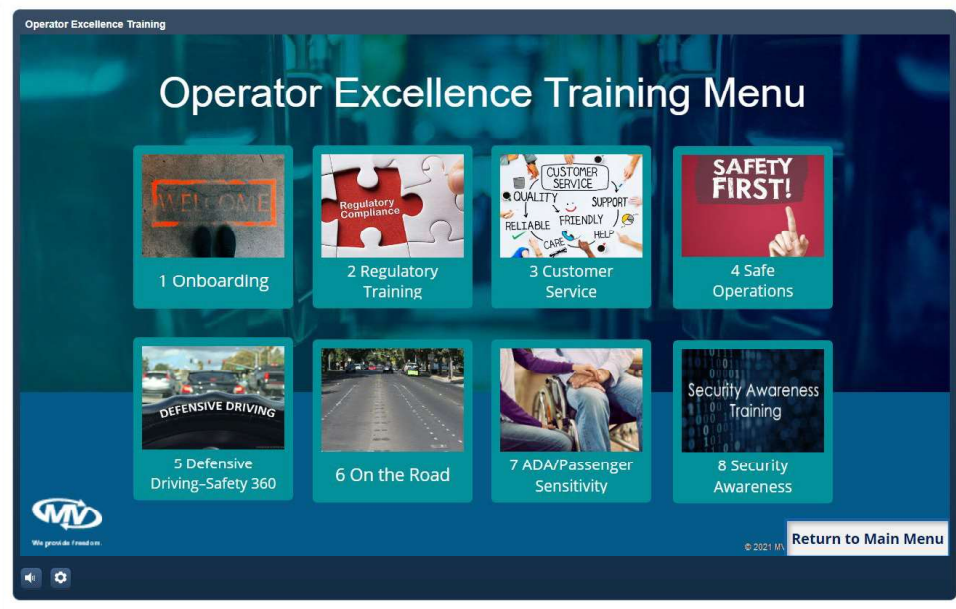 Operator Excellence Training
Operator Excellence Training Menu
WELCOME
Regulatory
Compliance
CUSTOMER
SERVICE
QUALITY
SUPPORT
RELIABLE
FRIENDLY
CARE
HELP
SAFETY
FIRST!
1 Onboarding
2 Regulatory
Training
3 Customer
Service
4 Safe
Operations
DEFENSIVE DRIVING
Security Awareness
Training
5 Defensive
Driving–Safety 360
6 On the Road
7 ADA/Passenger
Sensitivity
8 Security
Awareness
MV
We provide freedom.
© 2021 MV
Return to Main Menu